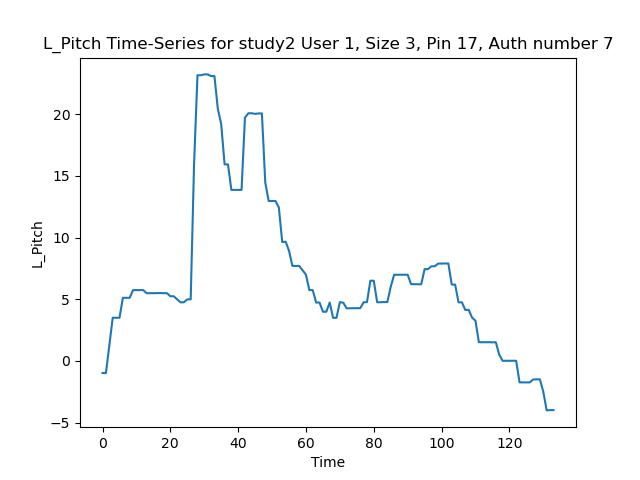 L_Pitch Time-Series for study2 User 1, Size 3, Pin 17, Auth number 7
20
15
10
5
0
−5
L_Pitch
0 20 40 60 80 100 120
Time